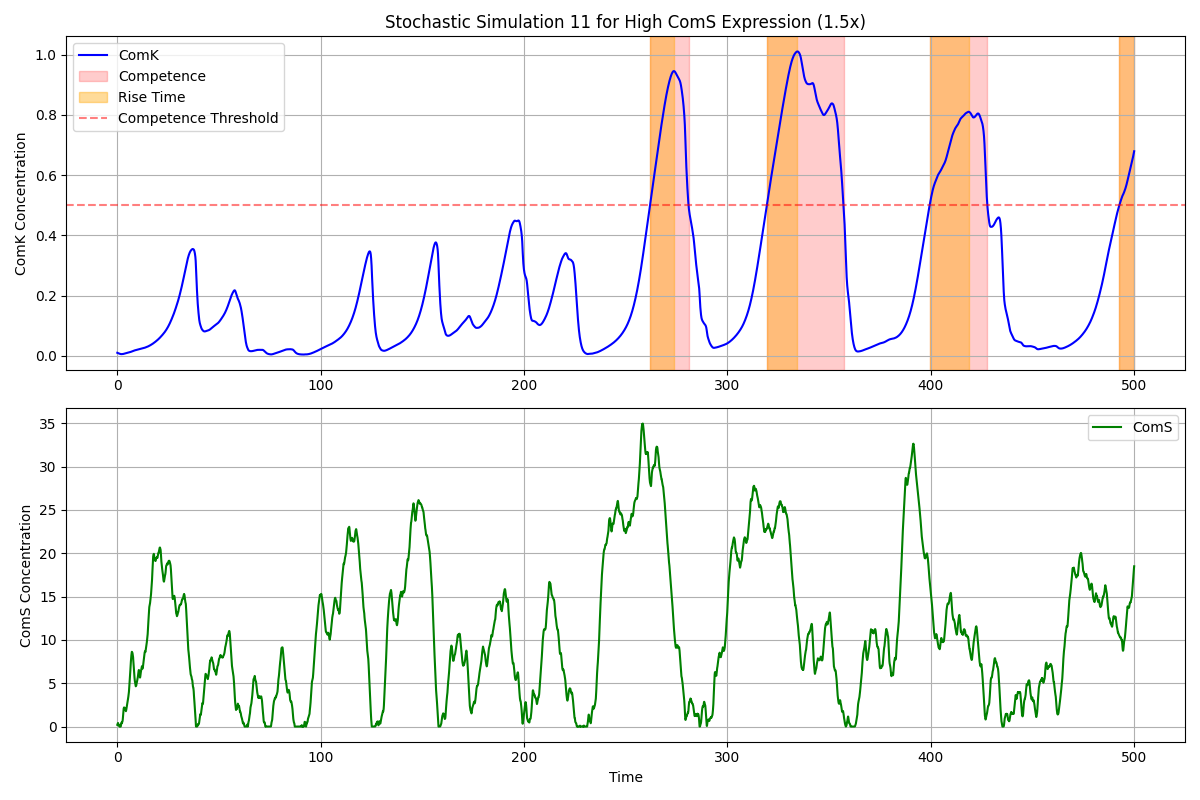 Stochastic Simulation 11 for High ComS Expression (1.5x)
ComK Concentration
1.0
0.8
0.6
0.4
0.2
0.0
ComK
Competence
Rise Time
Competence Threshold
0 100 200 300 400 500
ComS Concentration
35
30
25
20
15
10
5
0
ComS
0 100 200 300 400 500
Time